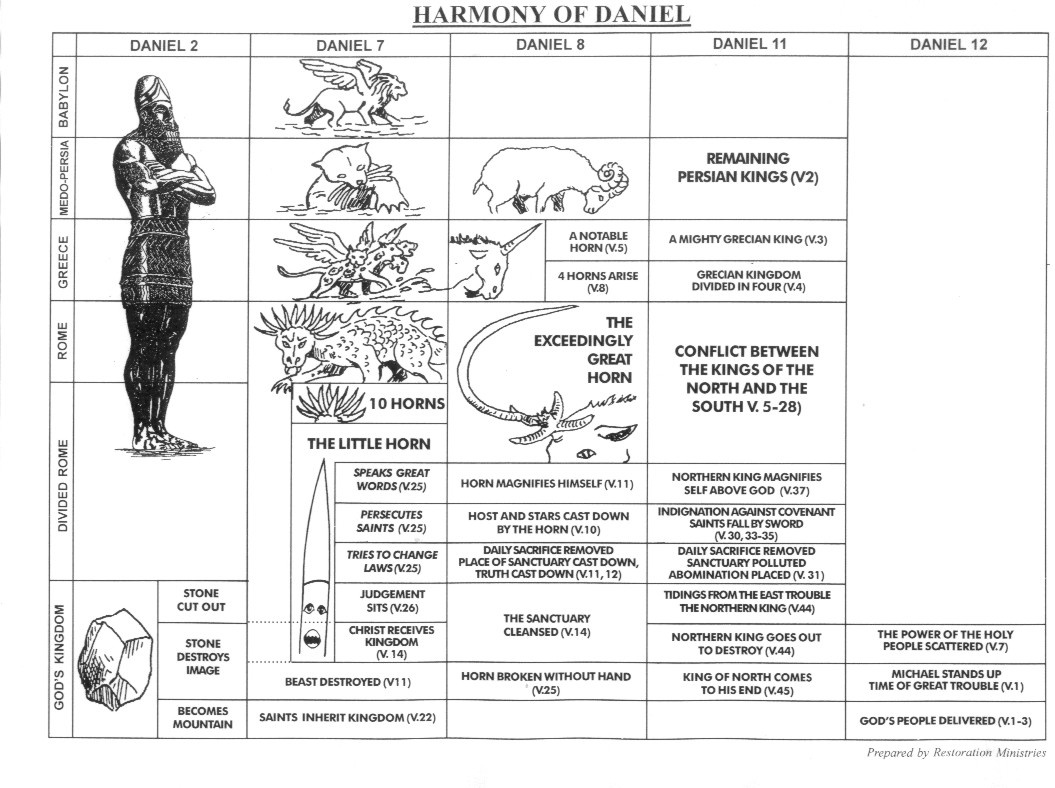 HARMONY OF DANIEL
DANIEL 2
DANIEL 7
DANIEL 8
DANIEL 11
DANIEL 12
BABYLON
MEDO-PERSIA
REMAINING
PERSIAN KINGS (V2)
GREECE
A NOTABLE
HORN (V.5)
A MIGHTY GRECIAN KING (V.3)
4 HORNS ARISE
(V.8)
GRECIAN KINGDOM
DIVIDED IN FOUR (V.4)
ROME
THE
EXCEEDINGLY
GREAT
HORN
CONFLICT BETWEEN
THE KINGS OF THE
NORTH AND THE
SOUTH V. 5-28)
DIVIDED ROME
10 HORNS
THE LITTLE HORN
SPEAKS GREAT
WORDS (V.25)
HORN MAGNIFIES HIMSELF (V.11)
NORTHERN KING MAGNIFIES
SELF ABOVE GOD (V.37)
PERSECUTES
SAINTS (V.25)
HOST AND STARS CAST DOWN
BY THE HORN (V.10)
INDIGNATION AGAINST COVENANT
SAINTS FALL BY SWORD
(V.30, 33-35)
TRIES TO CHANGE
LAWS (V.25)
DAILY SACRIFICE REMOVED
PLACE OF SANCTUARY CAST DOWN,
TRUTH CAST DOWN (V.11, 12)
DAILY SACRIFICE REMOVED
SANCTUARY POLLUTED
ABOMINATION PLACED (V. 31)
GOD'S KINGDOM
STONE
CUT OUT
JUDGEMENT
SITS (V.26)
THE SANCTUARY
CLEANSED (V.14)
TIDINGS FROM THE EAST TROUBLE
THE NORTHERN KING (V.44)
STONE
DESTROYS
IMAGE
CHRIST RECEIVES
KINGDOM
(V. 14)
NORTHERN KING GOES OUT
TO DESTROY (V.44)
THE POWER OF THE HOLY
PEOPLE SCATTERED (V.7)
BEAST DESTROYED (V11)
HORN BROKEN WITHOUT HAND
(V.25)
KING OF NORTH COMES
TO HIS END (V.45)
MICHAEL STANDS UP
TIME OF GREAT TROUBLE (V.1)
BECOMES
MOUNTAIN
SAINTS INHERIT KINGDOM (V.22)
GOD'S PEOPLE DELIVERED (V.1-3)
Prepared by Restoration Ministries